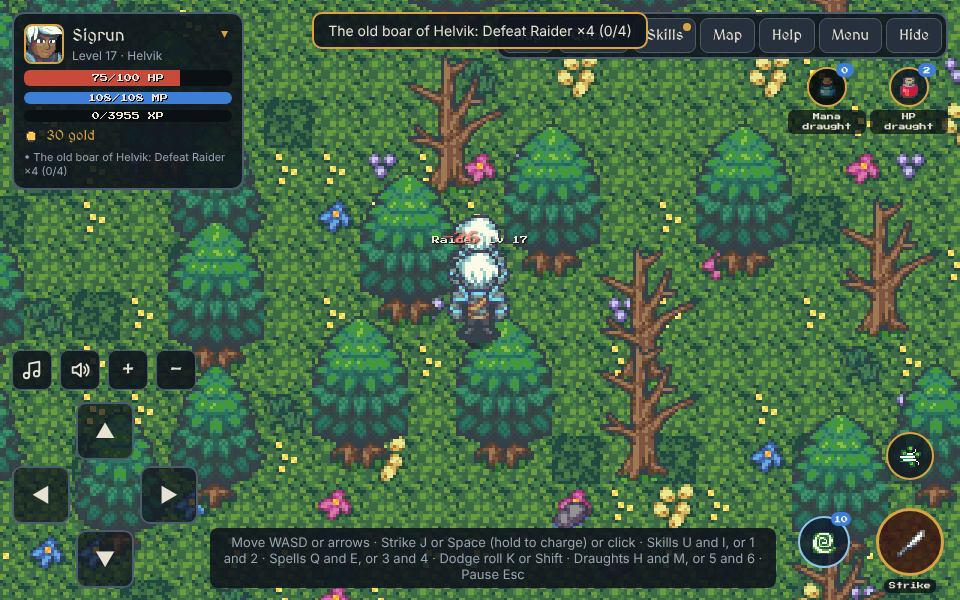 Sigrun
Level 17 · Helvik
75/100 HP
108/108 MP
0/3955 XP
30 gold
• The old boar of Helvik: Defeat Raider
×4 (0/4)
The old boar of Helvik: Defeat Raider ×4 (0/4)
Skills
Map
Help
Menu
Hide
0
Mana
draught
2
HP
draught
Raider Lv 17
Move WASD or arrows · Strike J or Space (hold to charge) or click · Skills U and I, or 1
and 2 · Spells Q and E, or 3 and 4 · Dodge roll K or Shift · Draughts H and M, or 5 and 6 ·
Pause Esc
10
Strike